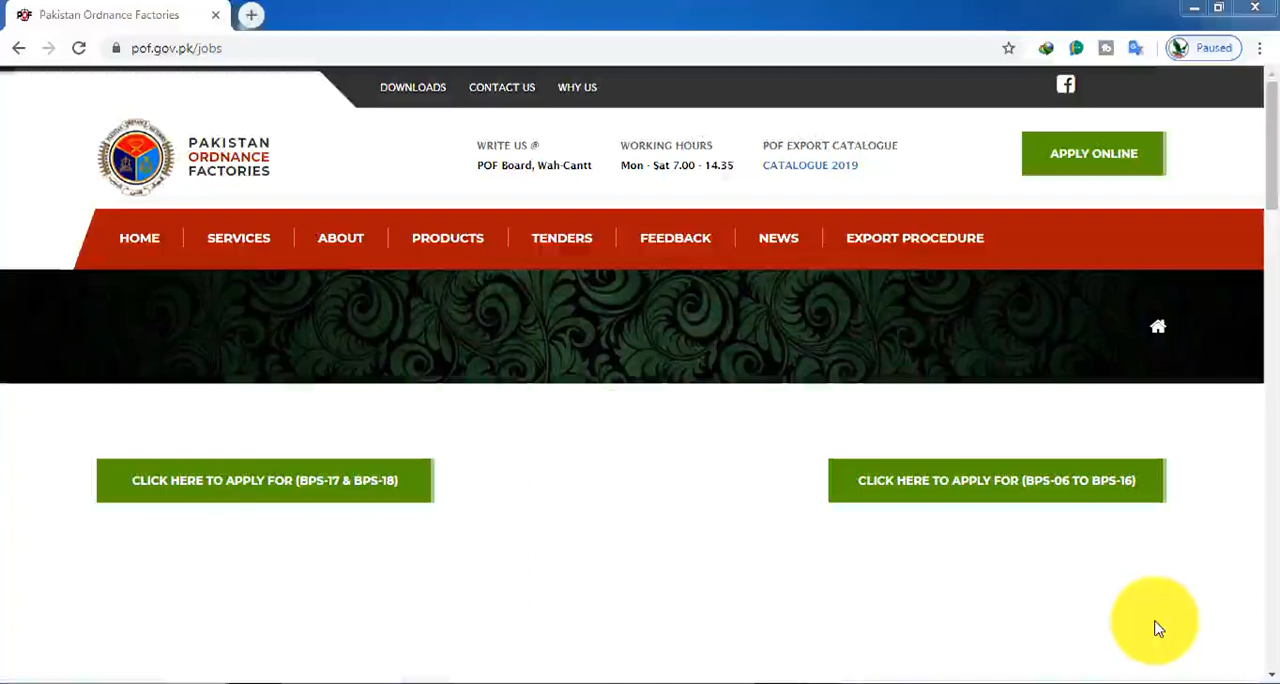 Pakistan Ordnance Factories
pof.gov.pk/jobs
Paused
DOWNLOADS CONTACT US WHY US
PAKISTAN
ORDNANCE
FACTORIES
WRITE US @
POF Board, Wah-Cantt
WORKING HOURS
Mon - Sat 7.00 - 14.35
POF EXPORT CATALOGUE
CATALOGUE 2019
APPLY ONLINE
HOME SERVICES ABOUT PRODUCTS TENDERS FEEDBACK NEWS EXPORT PROCEDURE
CLICK HERE TO APPLY FOR (BPS-17 & BPS-18)
CLICK HERE TO APPLY FOR (BPS-06 TO BPS-16)